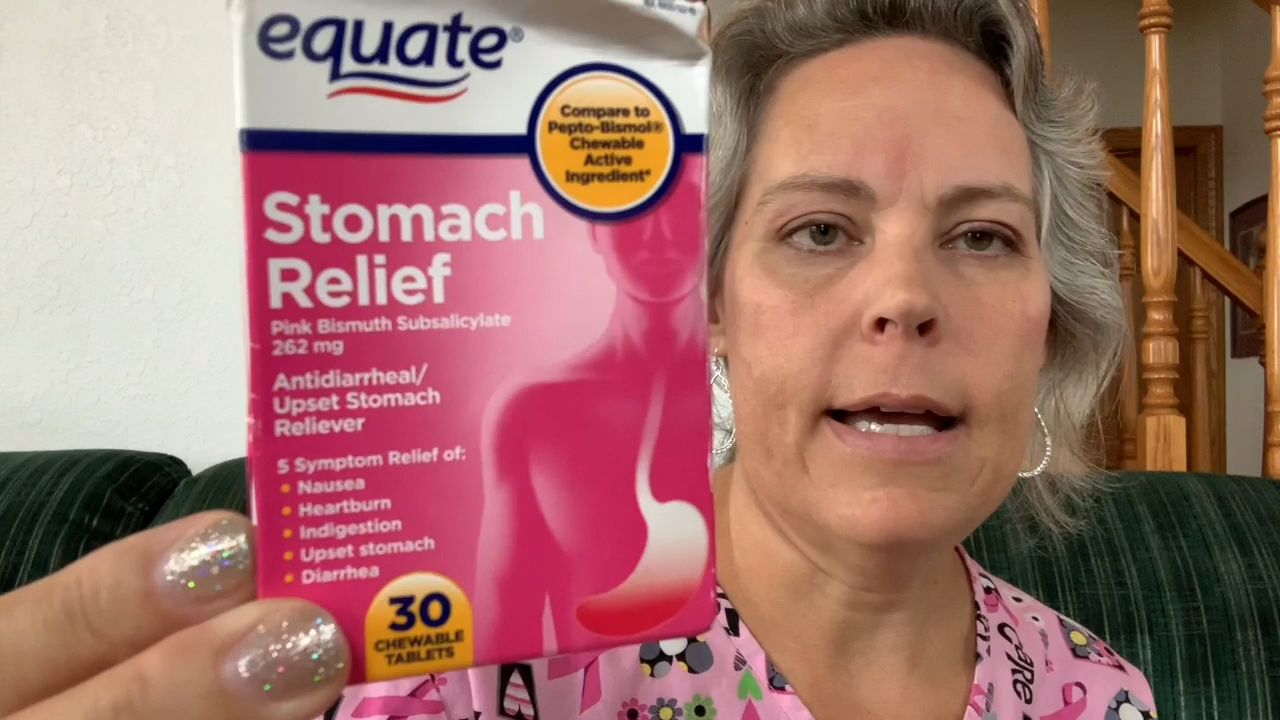 equate®
Compare to
Pepto-Bismol®
Chewable
Active
Ingredient*
Stomach
Relief
Pink Bismuth Subsalicylate
262 mg
Antidiarrheal/
Upset Stomach
Reliever
5 Symptom Relief of:
• Nausea
• Heartburn
• Indigestion
• Upset stomach
• Diarrhea
30
CHEWABLE
TABLETS
CARE